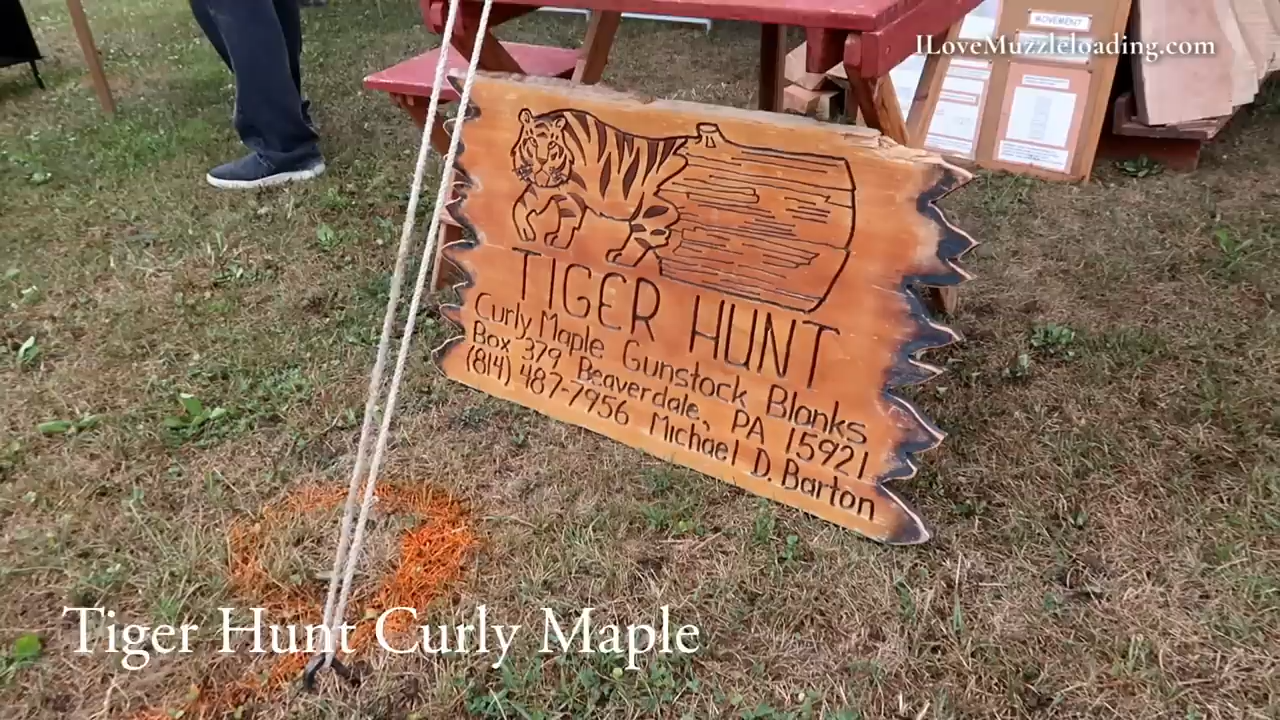 ILoveMuzzleloading.com
MOVEMENT
TIGER HUNT
Curly Maple Gunstock Blanks
Box 379, Beaverdale, PA 15921
(814) 487-7956 Michael D. Barton
Tiger Hunt Curly Maple